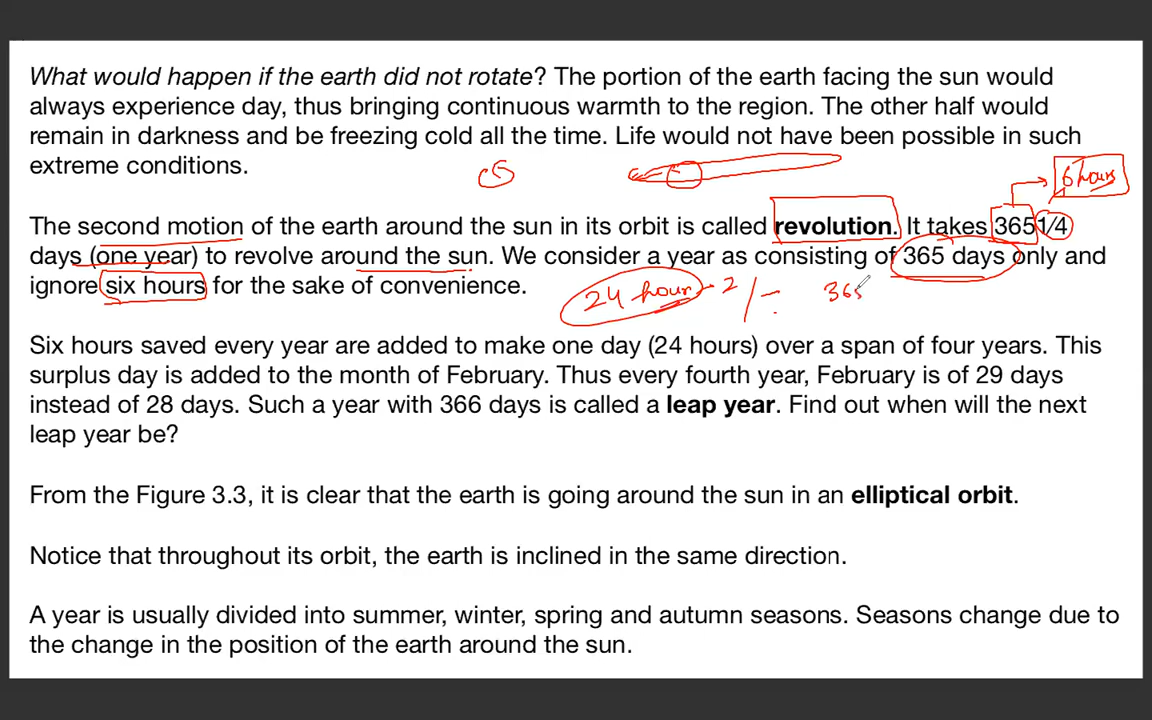 What would happen if the earth did not rotate? The portion of the earth facing the sun would
always experience day, thus bringing continuous warmth to the region. The other half would
remain in darkness and be freezing cold all the time. Life would not have been possible in such
extreme conditions.
6 hours
The second motion of the earth around the sun in its orbit is called revolution. It takes 3651/4
days (one year) to revolve around the sun. We consider a year as consisting of 365 days only and
ignore six hours for the sake of convenience.
24 hour - 2 365
Six hours saved every year are added to make one day (24 hours) over a span of four years. This
surplus day is added to the month of February. Thus every fourth year, February is of 29 days
instead of 28 days. Such a year with 366 days is called a leap year. Find out when will the next
leap year be?
From the Figure 3.3, it is clear that the earth is going around the sun in an elliptical orbit.
Notice that throughout its orbit, the earth is inclined in the same direction.
A year is usually divided into summer, winter, spring and autumn seasons. Seasons change due to
the change in the position of the earth around the sun.